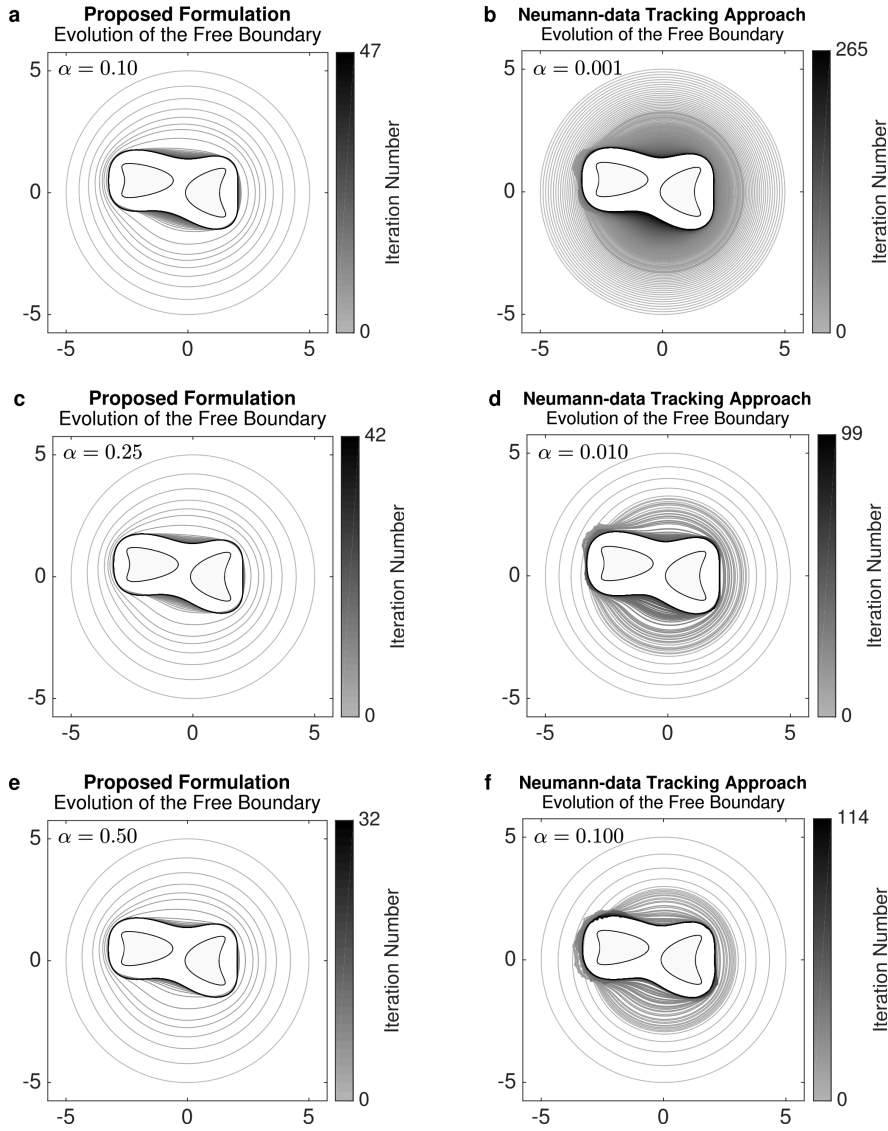 a
Proposed Formulation
Evolution of the Free Boundary
α = 0.10
5
0
-5
-5 0 5
47
0
Iteration Number
b
Neumann-data Tracking Approach
Evolution of the Free Boundary
α = 0.001
5
0
-5
-5 0 5
265
0
Iteration Number
c
Proposed Formulation
Evolution of the Free Boundary
α = 0.25
5
0
-5
-5 0 5
42
0
Iteration Number
d
Neumann-data Tracking Approach
Evolution of the Free Boundary
α = 0.010
5
0
-5
-5 0 5
99
0
Iteration Number
e
Proposed Formulation
Evolution of the Free Boundary
α = 0.50
5
0
-5
-5 0 5
32
0
Iteration Number
f
Neumann-data Tracking Approach
Evolution of the Free Boundary
α = 0.100
5
0
-5
-5 0 5
114
0
Iteration Number